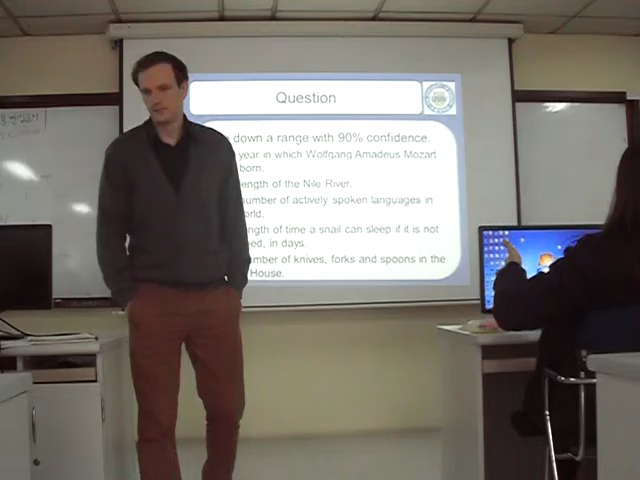 Question
down a range with 90% confidence.
year in which Wolfgang Amadeus Mozart
born.
ength of the Nile River.
umber of actively spoken languages in
orld.
ngth of time a snail can sleep if it is not
ed, in days.
mber of knives, forks and spoons in the
House.